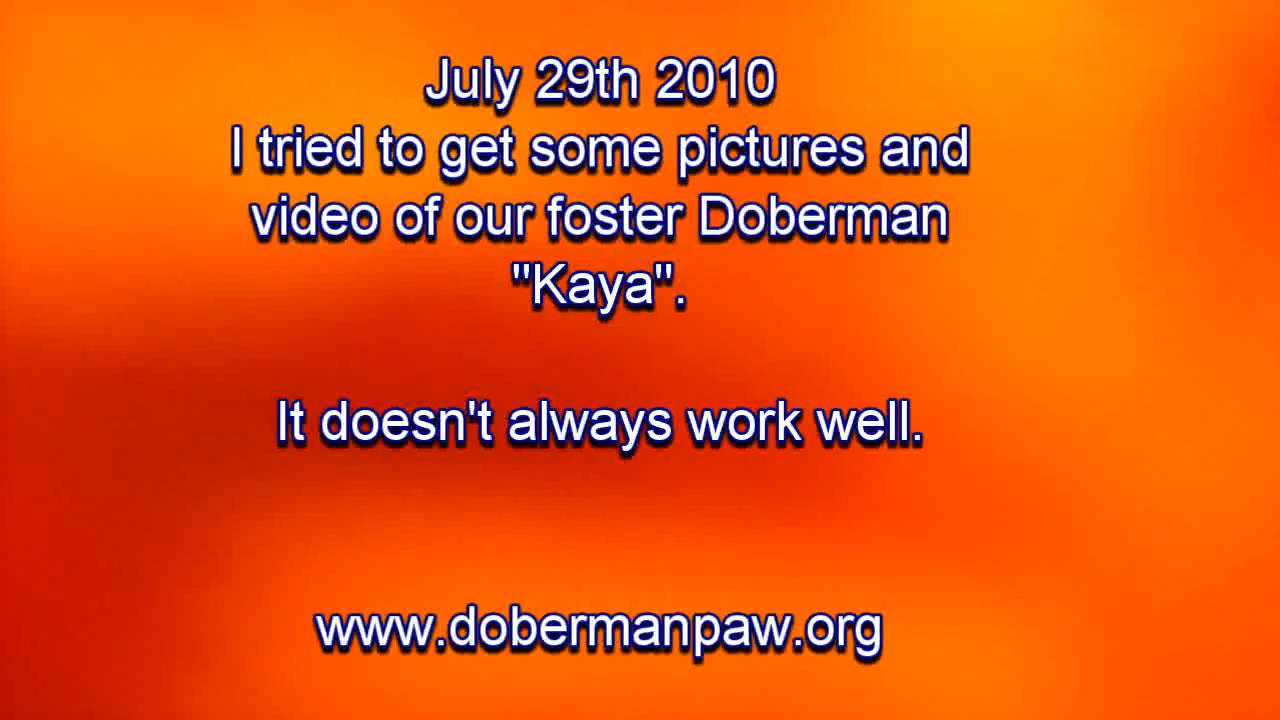 July 29th 2010
I tried to get some pictures and
video of our foster Doberman
"Kaya".
It doesn't always work well.
www.dobermanpaw.org